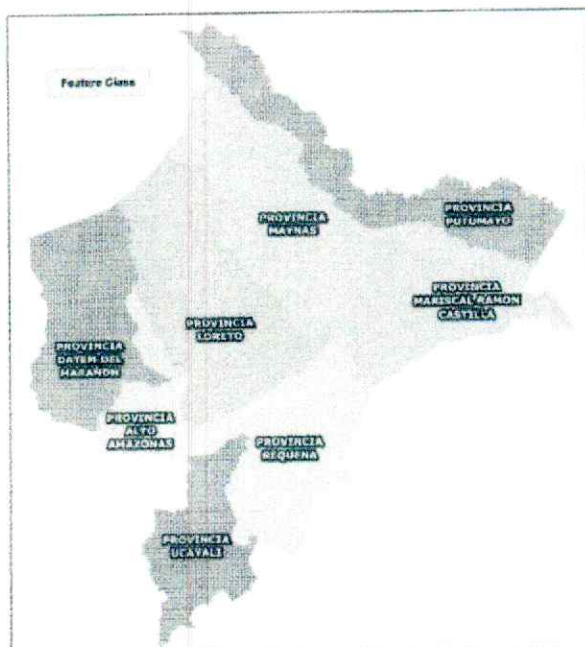 Feature Class
PROVINCIA
PUTUMAYO
PROVINCIA
MAYNAS
PROVINCIA
MARISCAL RAMON
CASTILLA
PROVINCIA
LORETO
PROVINCIA
DATEM DEL
MARAÑON
PROVINCIA
ALTO
AMAZONAS
PROVINCIA
REQUENA
PROVINCIA
UCAYALI